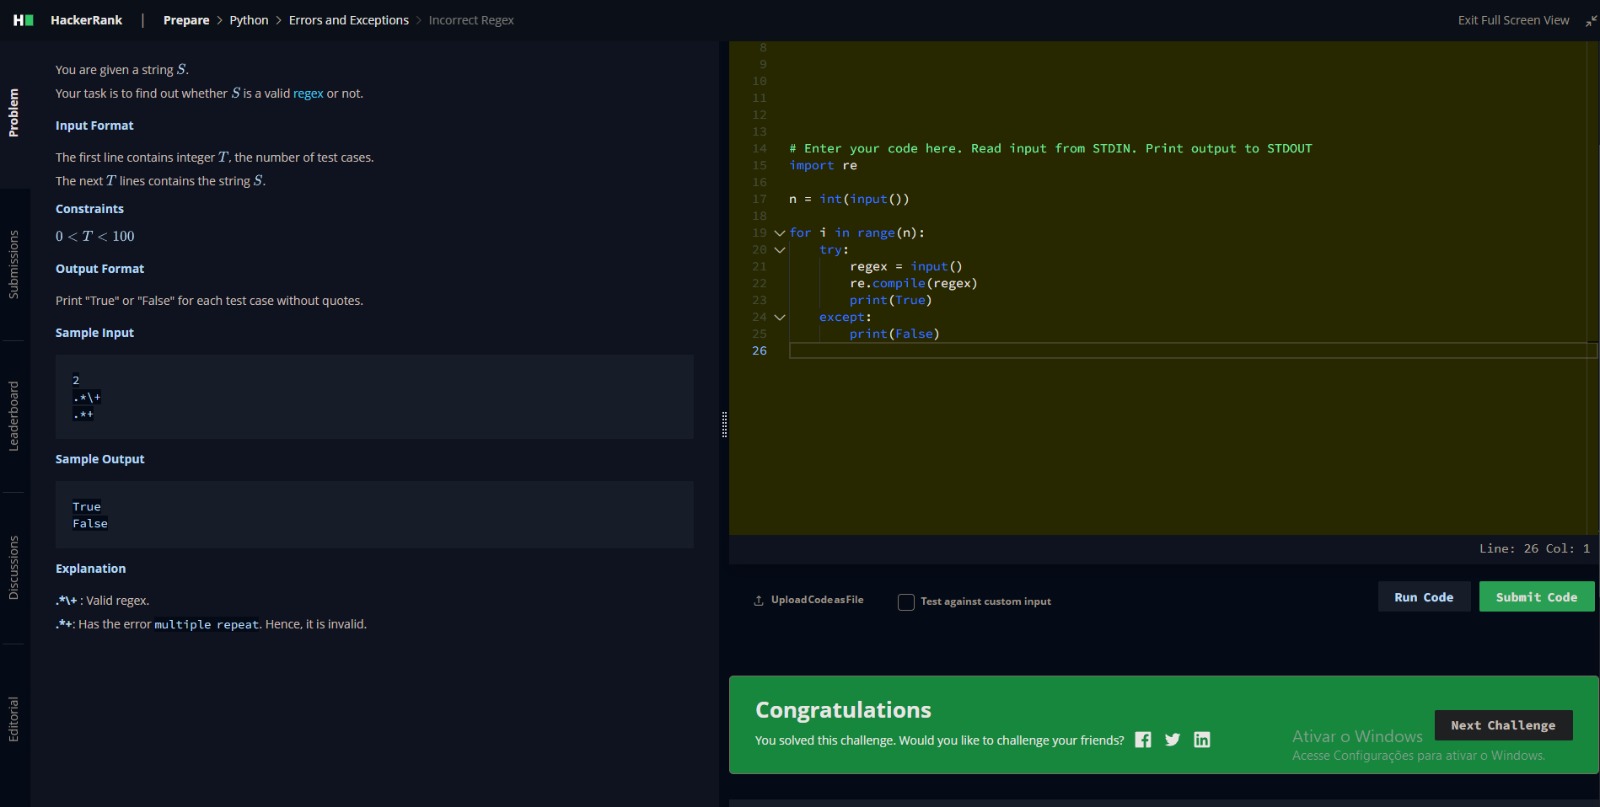 HackerRank | Prepare > Python > Errors and Exceptions > Incorrect Regex Exit Full Screen View
Problem
Submissions
Leaderboard
Discussions
Editorial
You are given a string S.
Your task is to find out whether S is a valid regex or not.
Input Format
The first line contains integer T, the number of test cases.
The next T lines contains the string S.
Constraints
0 < T < 100
Output Format
Print "True" or "False" for each test case without quotes.
Sample Input
2
.*\+
.*+
Sample Output
True
False
Explanation
.*\+ : Valid regex.
.*+: Has the error multiple repeat. Hence, it is invalid.
8
9
10
11
12
13
14 # Enter your code here. Read input from STDIN. Print output to STDOUT
15 import re
16
17 n = int(input())
18
19 for i in range(n):
20 try:
21 regex = input()
22 re.compile(regex)
23 print(True)
24 except:
25 print(False)
26
Line: 26 Col: 1
Upload Code as File Test against custom input Run Code Submit Code
Congratulations
You solved this challenge. Would you like to challenge your friends?
Next Challenge
Ativar o Windows
Acesse Configurações para ativar o Windows.